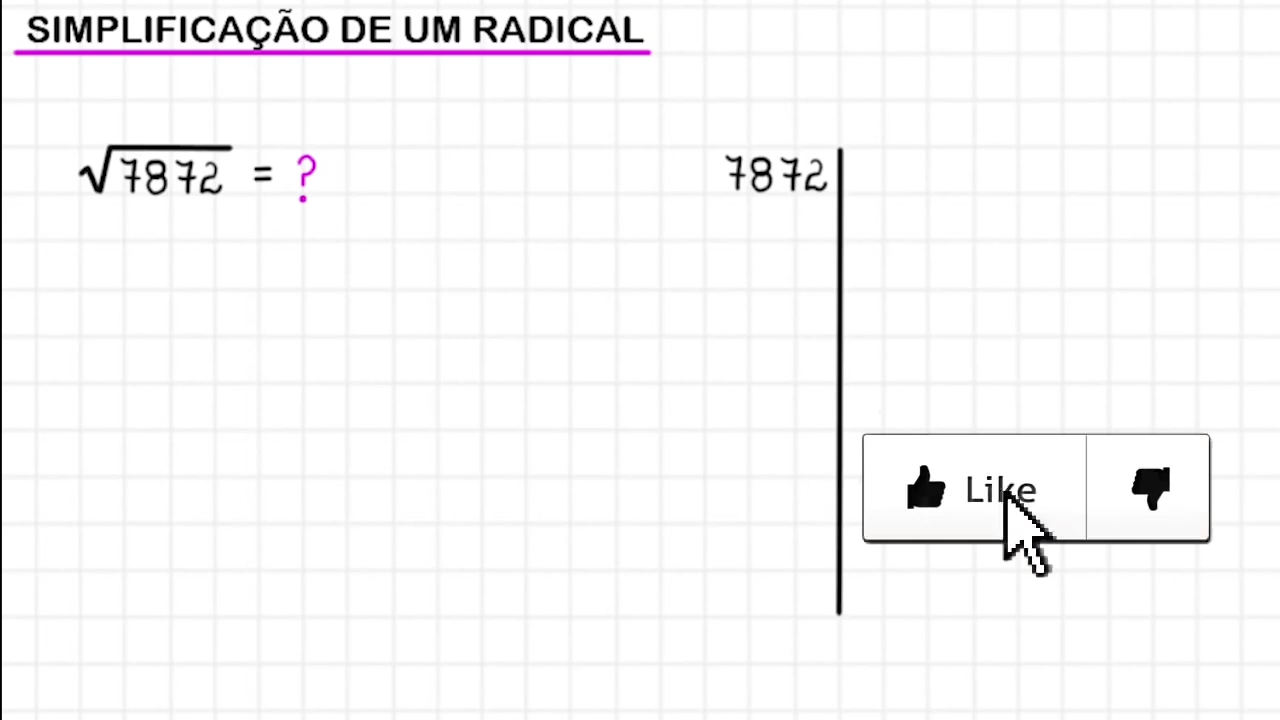 SIMPLIFICAÇÃO DE UM RADICAL
√7872 = ?
7872
Like